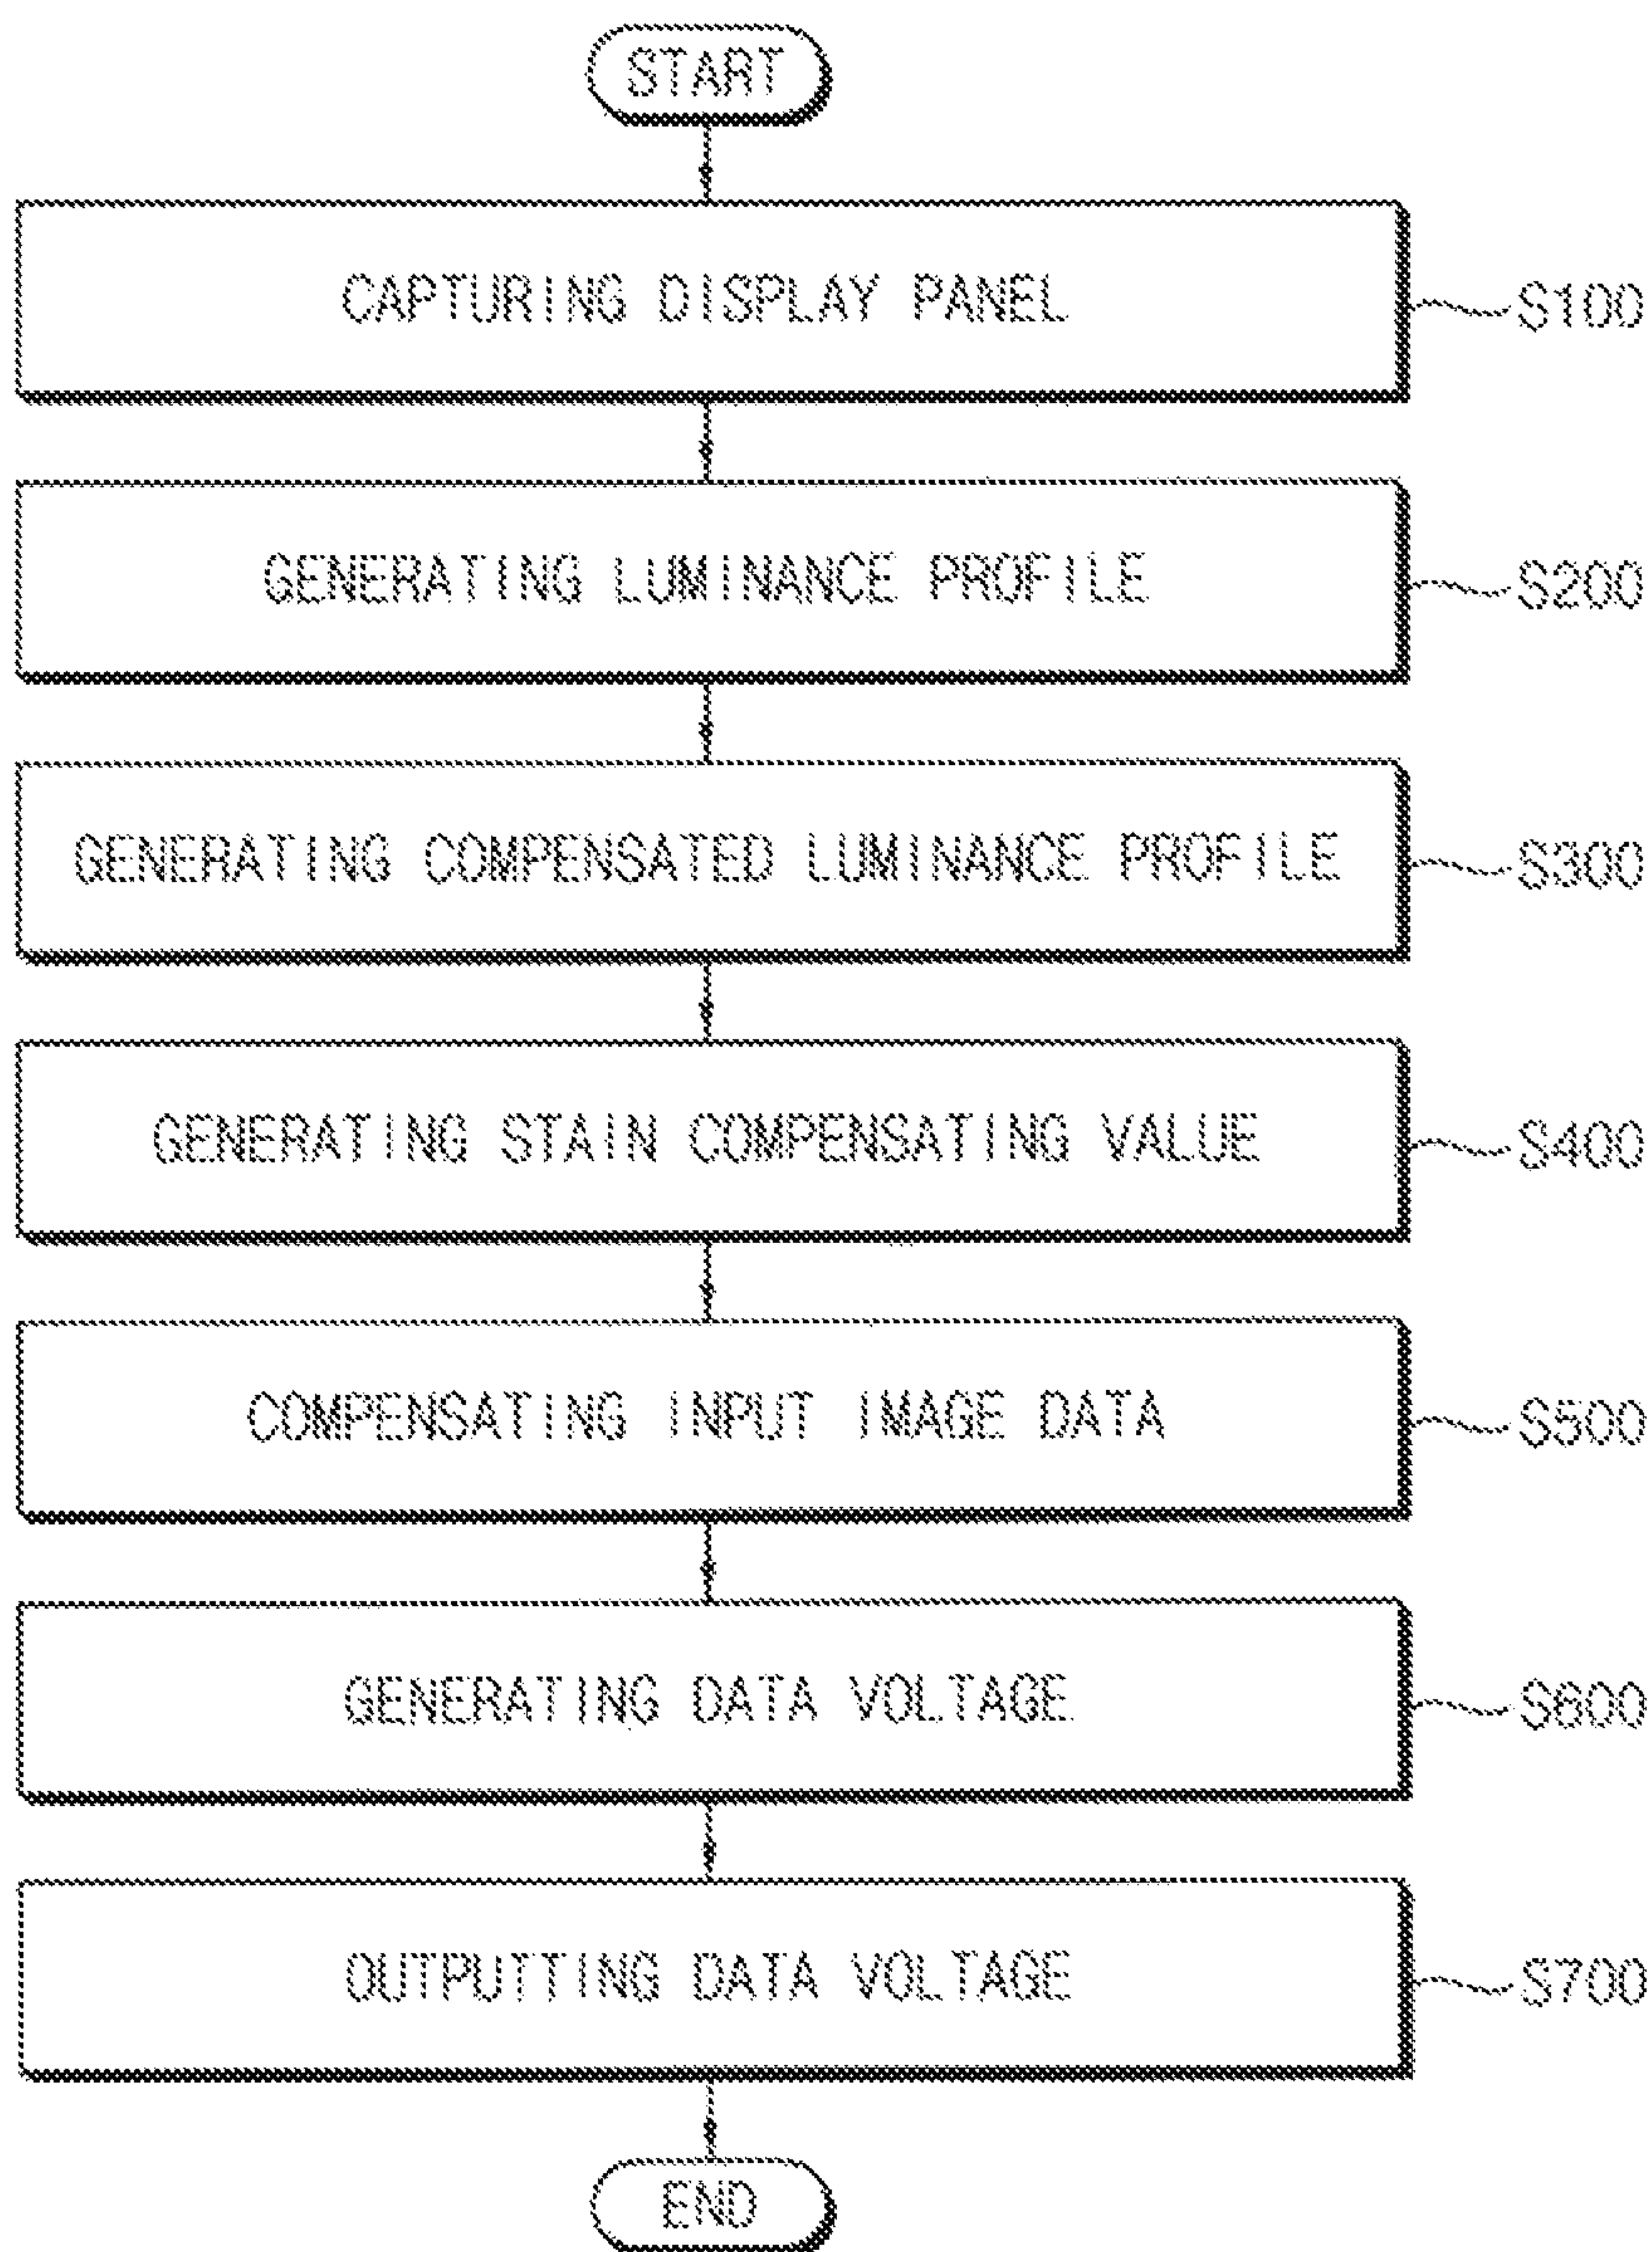 START
CAPTURING DISPLAY PANEL
S100
GENERATING LUMINANCE PROFILE
S200
GENERATING COMPENSATED LUMINANCE PROFILE
S300
GENERATING STAIN COMPENSATING VALUE
S400
COMPENSATING INPUT IMAGE DATA
S500
GENERATING DATA VOLTAGE
S600
OUTPUTTING DATA VOLTAGE
S700
END